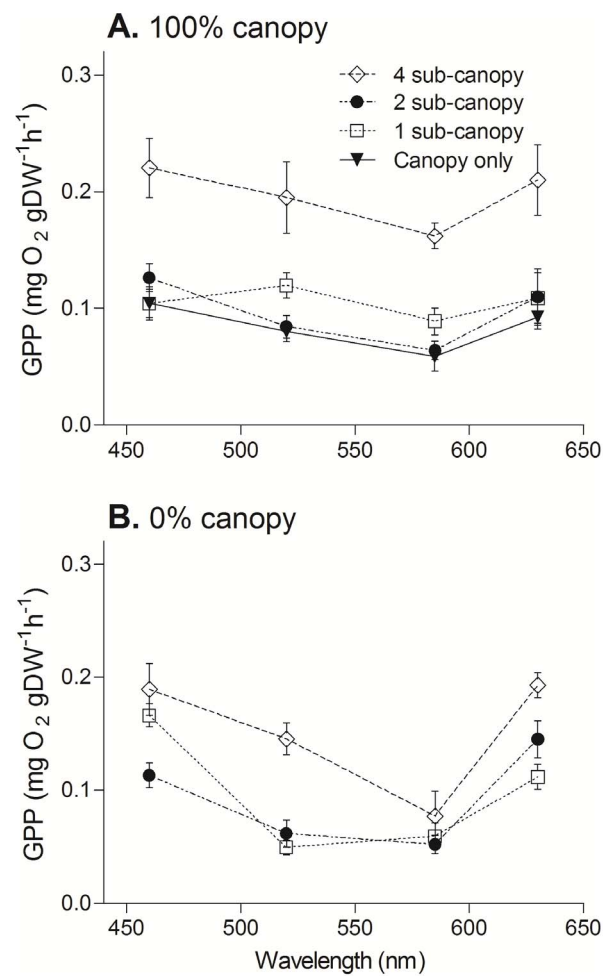 A. 100% canopy
0.3
0.2
0.1
0.0
GPP (mg O2 gDW-1h-1)
4 sub-canopy
2 sub-canopy
1 sub-canopy
Canopy only
450 500 550 600 650
B. 0% canopy
0.3
0.2
0.1
0.0
GPP (mg O2 gDW-1h-1)
450 500 550 600 650
Wavelength (nm)